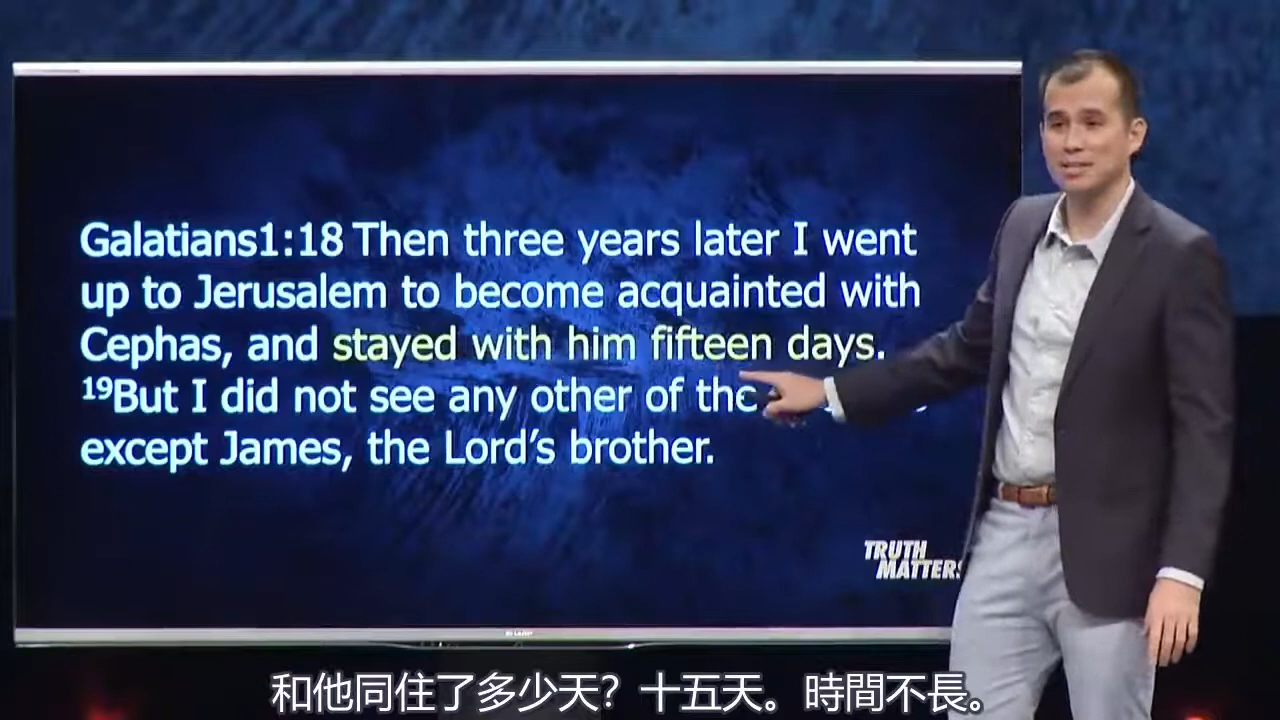 Galatians1:18 Then three years later I went
up to Jerusalem to become acquainted with
Cephas, and stayed with him fifteen days.
¹⁹But I did not see any other of the
except James, the Lord's brother.
TRUTH
MATTERS
和他同住了多少天？十五天。時間不長。